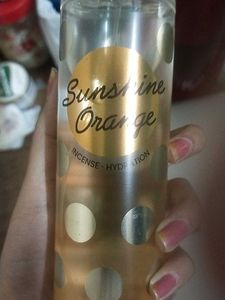 Sunshine
Orange
INCENSE · HYDRATION